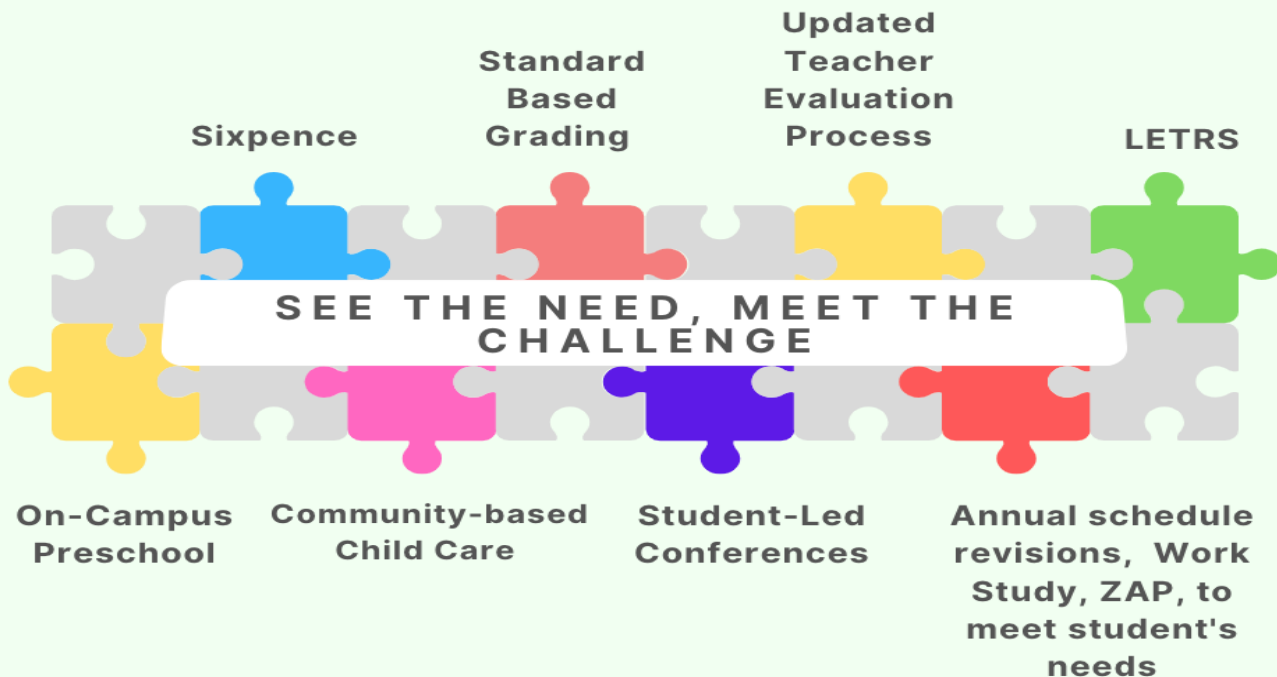 Updated
Teacher
Evaluation
Process
Standard
Based
Grading
Sixpence
LETRS
SEE THE NEED, MEET THE
CHALLENGE
On-Campus
Preschool
Community-based
Child Care
Student-Led
Conferences
Annual schedule
revisions, Work
Study, ZAP, to
meet student's
needs